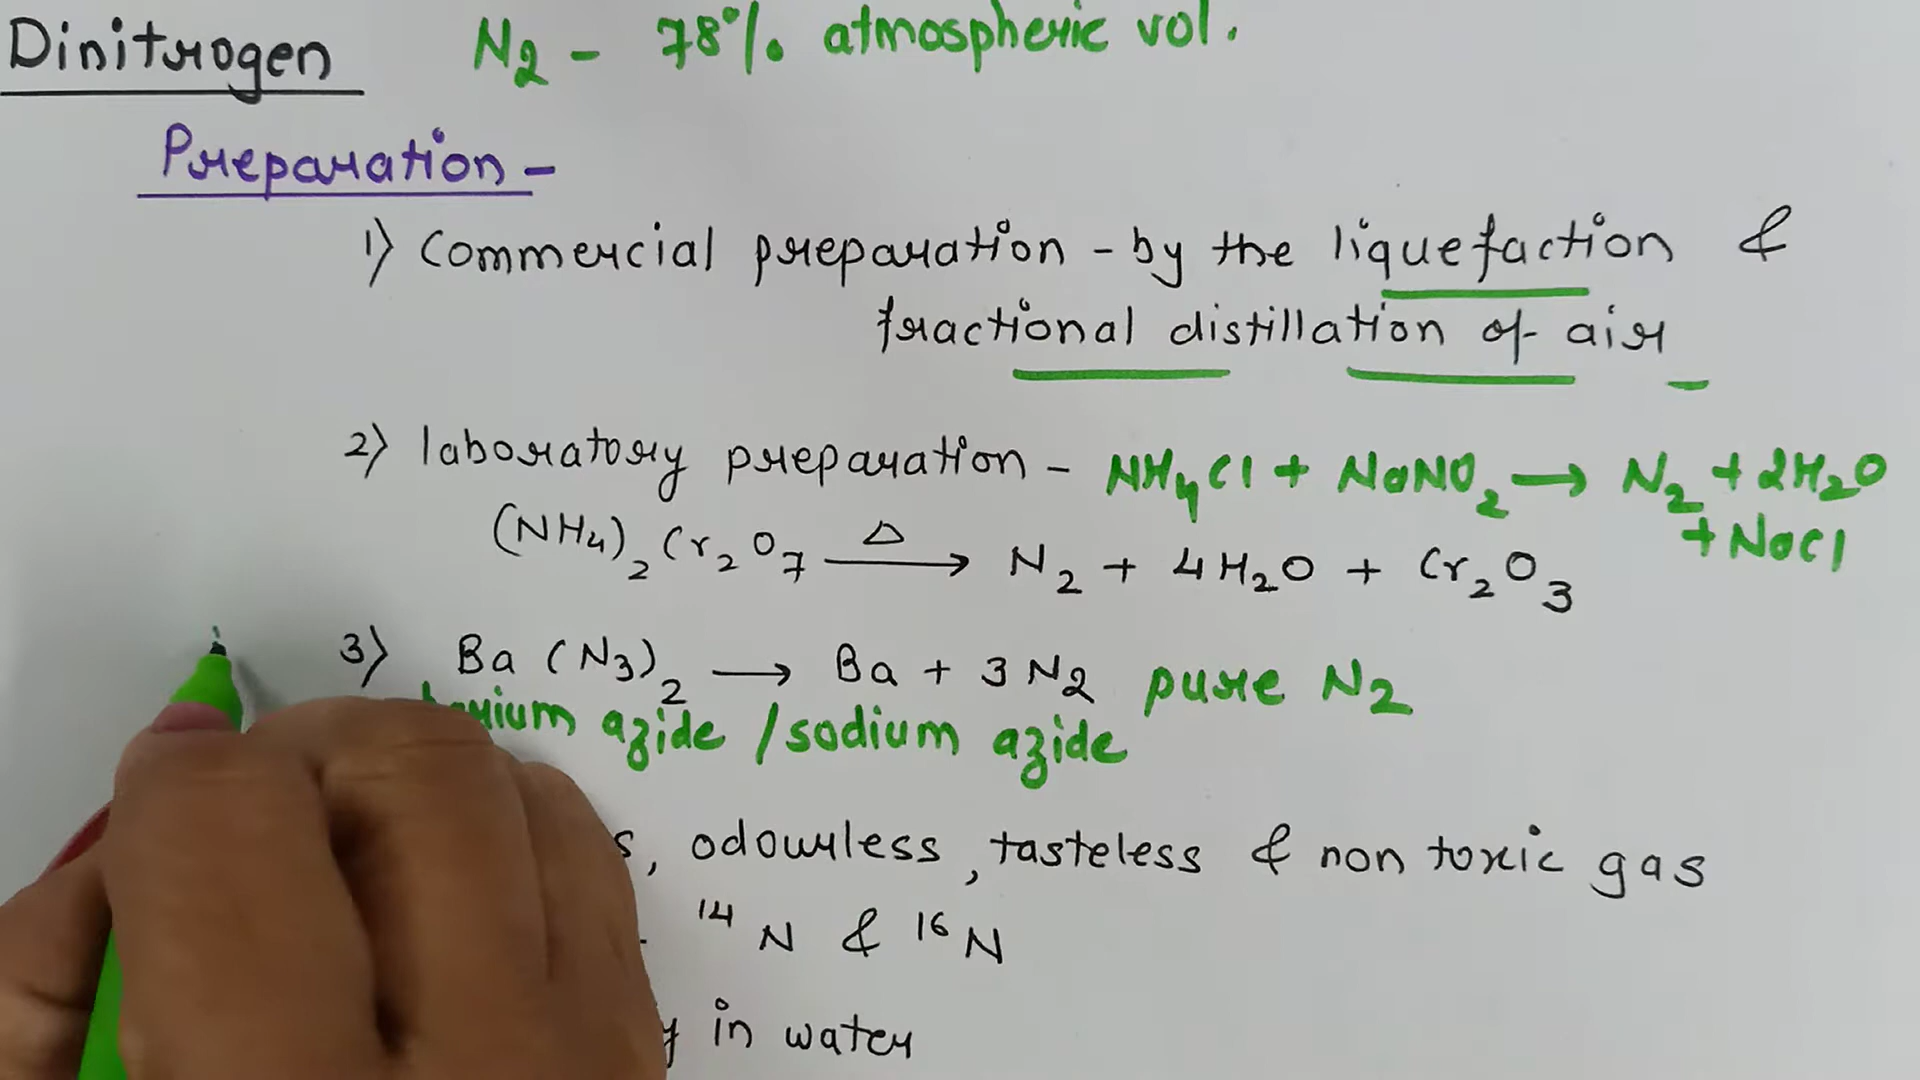 Dinitrogen N2 - 78% atmospheric vol.
Preparation -
1) Commercial preparation - by the liquefaction &
fractional distillation of air
2) laboratory preparation - NH4Cl + NaNO2 → N2 + 2H2O
+ NaCl
(NH4)2Cr2O7 —Δ→ N2 + 4H2O + Cr2O3
3) Ba(N3)2 → Ba + 3N2 pure N2
azide / sodium azide
, odourless, tasteless & non toxic gas
14N & 16N
in water